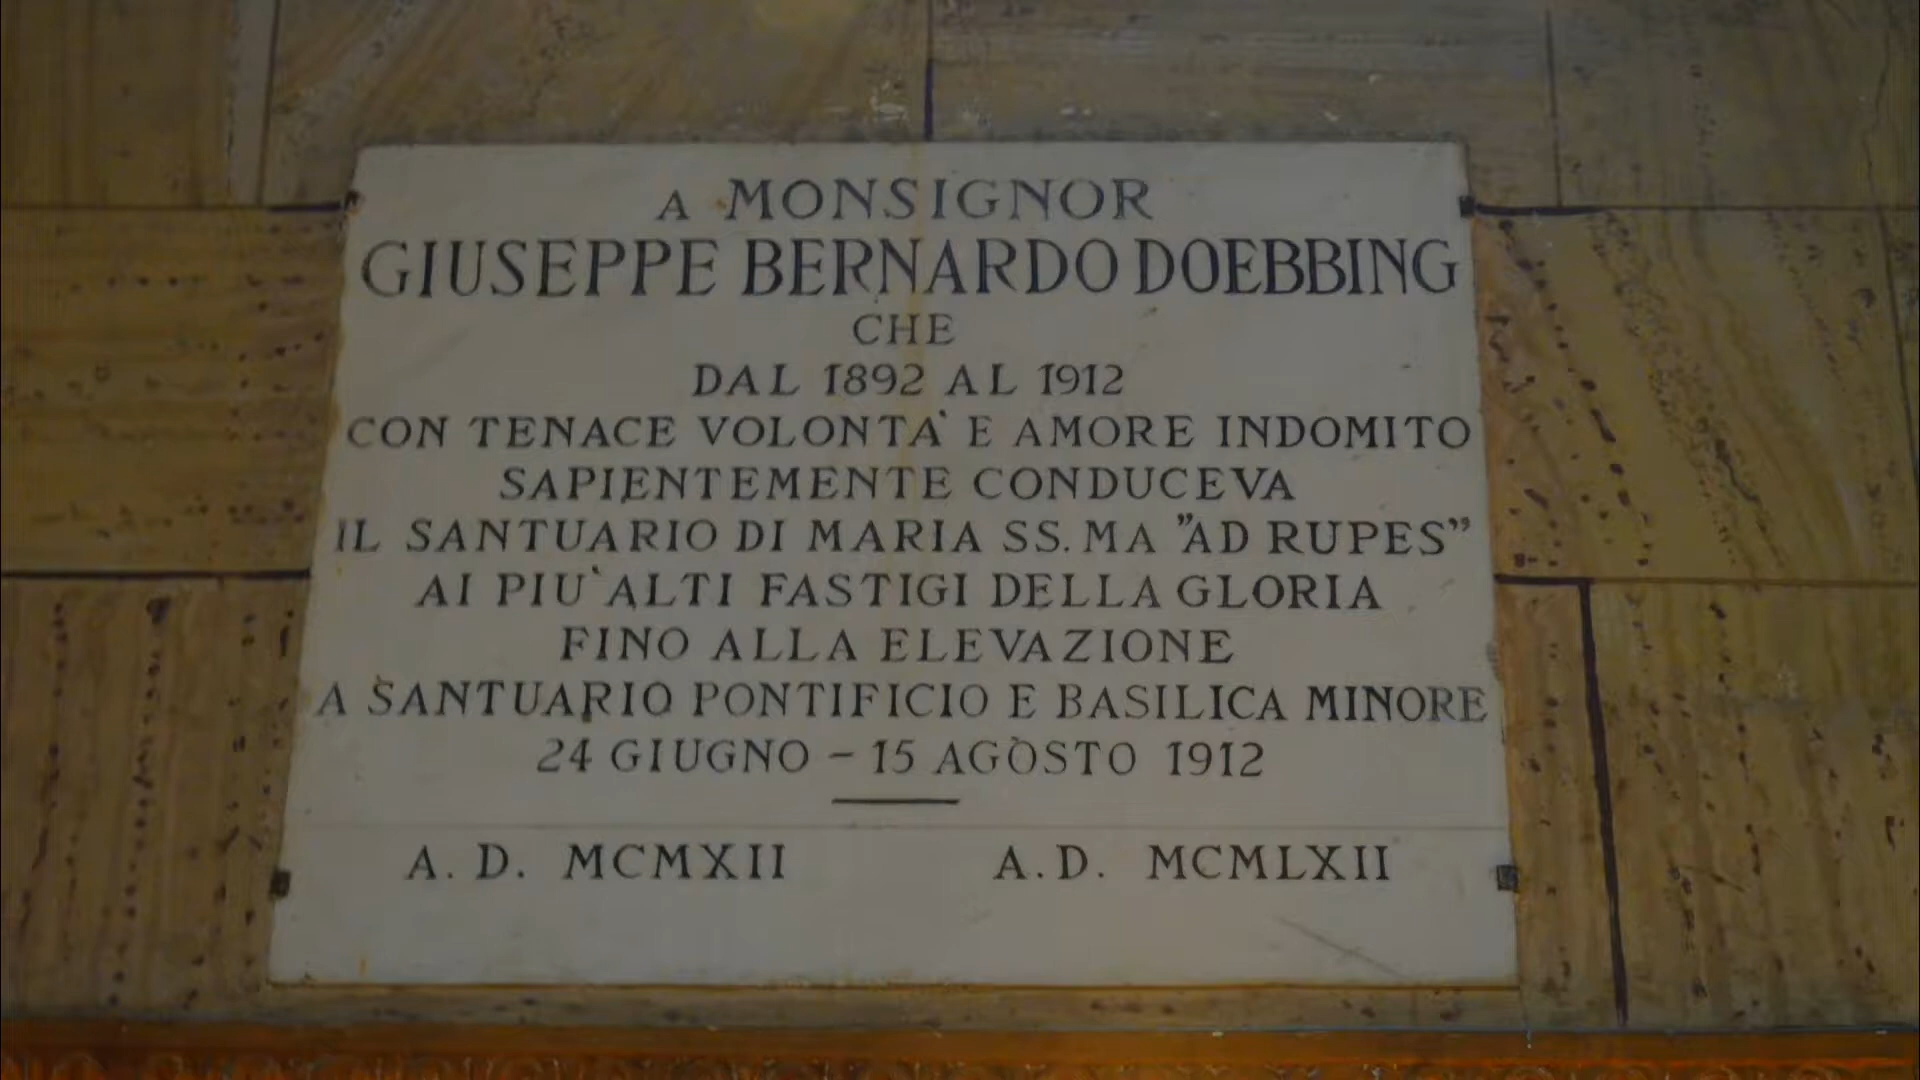 A MONSIGNOR
GIUSEPPE BERNARDO DOEBBING
CHE
DAL 1892 AL 1912
CON TENACE VOLONTA' E AMORE INDOMITO
SAPIENTEMENTE CONDUCEVA
IL SANTUARIO DI MARIA SS. MA "AD RUPES"
AI PIU' ALTI FASTIGI DELLA GLORIA
FINO ALLA ELEVAZIONE
A SANTUARIO PONTIFICIO E BASILICA MINORE
24 GIUGNO – 15 AGOSTO 1912
A. D. MCMXII A. D. MCMLXII